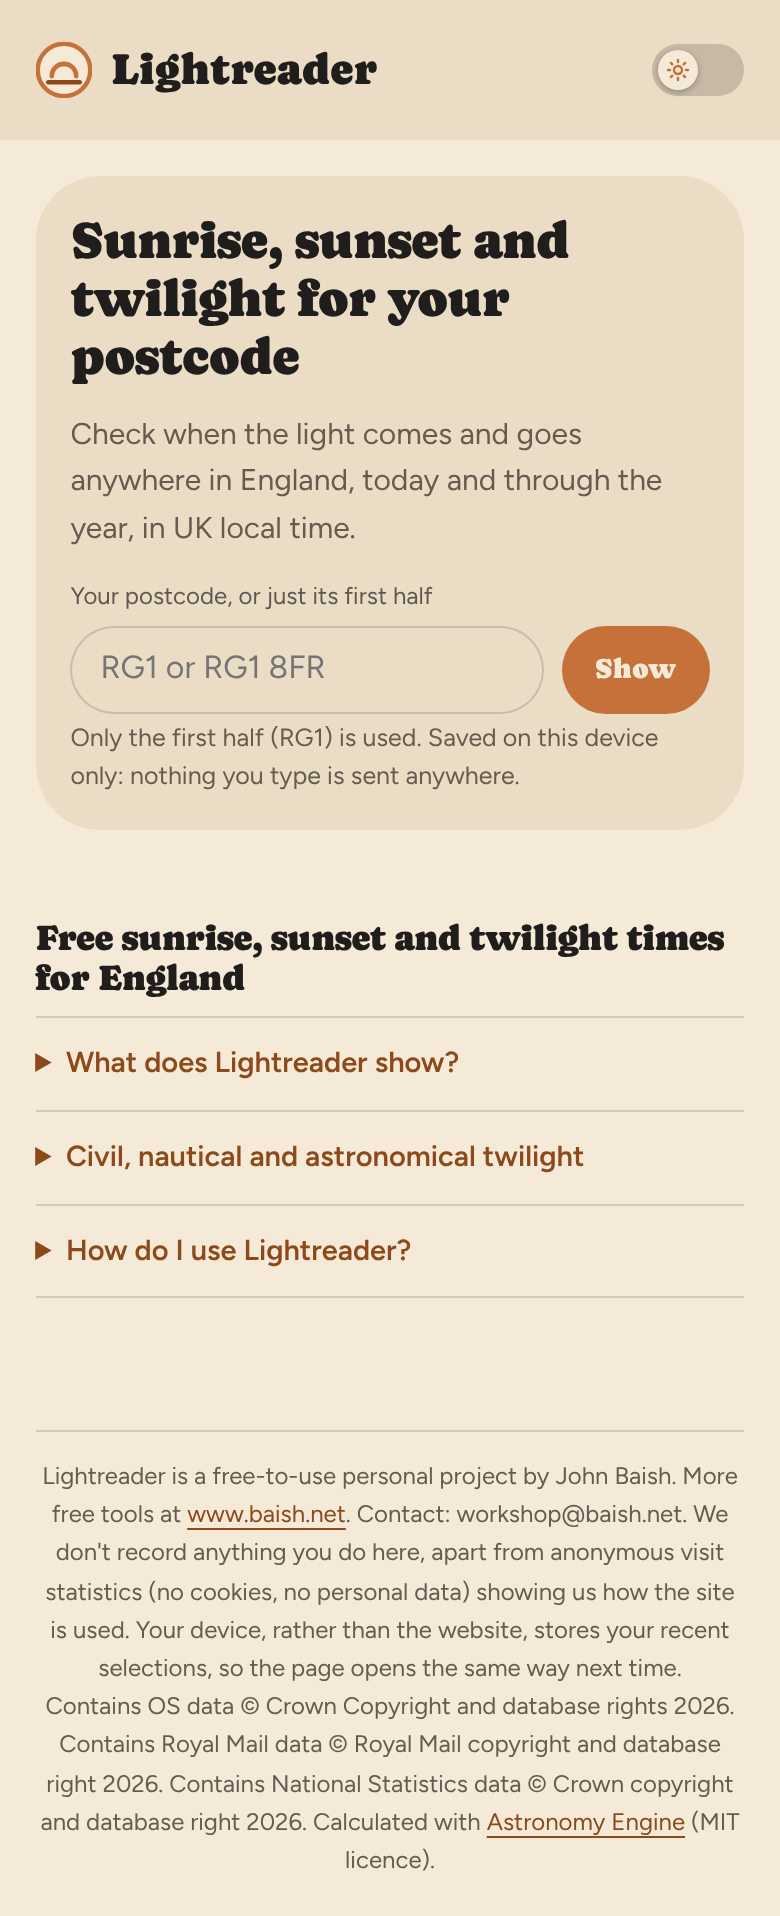 Lightreader
Sunrise, sunset and
twilight for your
postcode
Check when the light comes and goes
anywhere in England, today and through the
year, in UK local time.
Your postcode, or just its first half
RG1 or RG1 8FR
Show
Only the first half (RG1) is used. Saved on this device
only: nothing you type is sent anywhere.
Free sunrise, sunset and twilight times
for England
What does Lightreader show?
Civil, nautical and astronomical twilight
How do I use Lightreader?
Lightreader is a free-to-use personal project by John Baish. More
free tools at www.baish.net. Contact: workshop@baish.net. We
don't record anything you do here, apart from anonymous visit
statistics (no cookies, no personal data) showing us how the site
is used. Your device, rather than the website, stores your recent
selections, so the page opens the same way next time.
Contains OS data © Crown Copyright and database rights 2026.
Contains Royal Mail data © Royal Mail copyright and database
right 2026. Contains National Statistics data © Crown copyright
and database right 2026. Calculated with Astronomy Engine (MIT
licence).